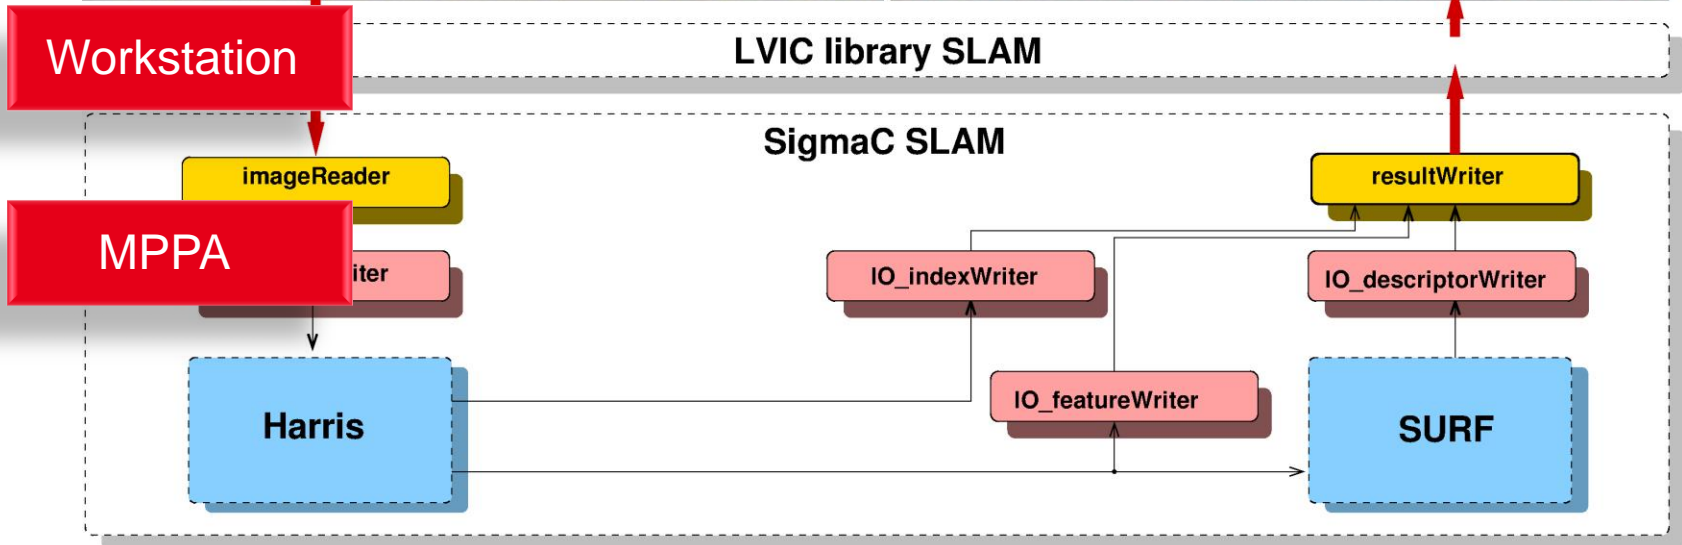 LVIC library SLAM
Workstation
SigmaC SLAM
imageReader
resultWriter
MPPA
iter
IO_indexWriter
IO_descriptorWriter
IO_featureWriter
Harris
SURF